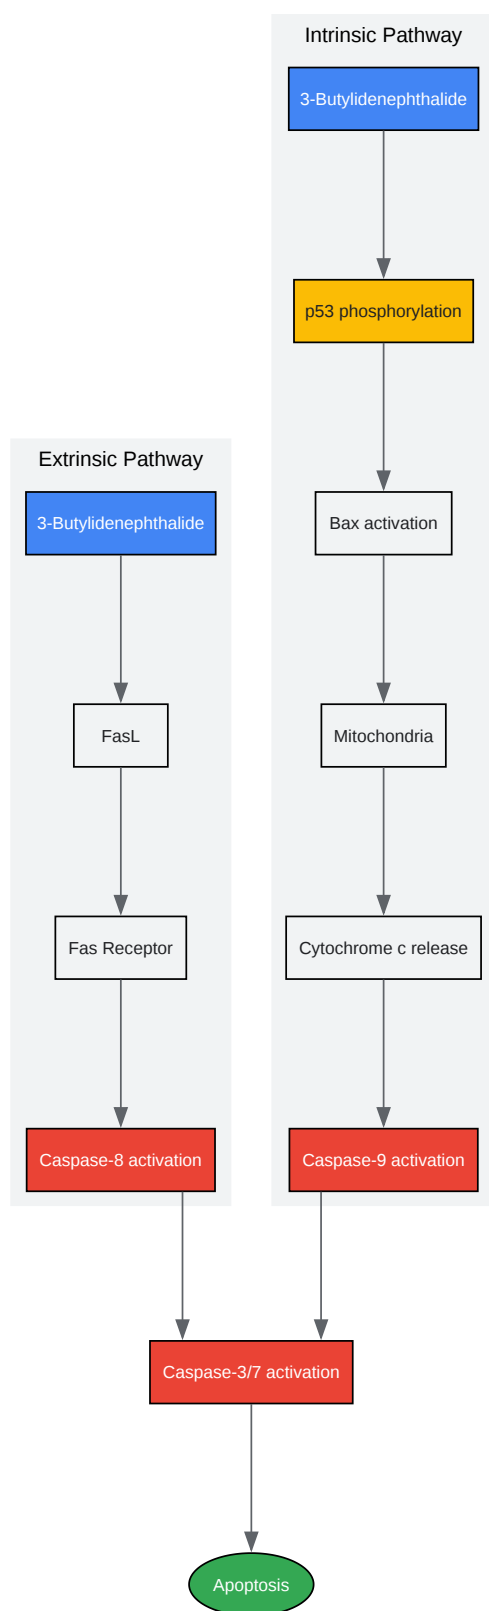 Intrinsic Pathway
3-Butylidenephthalide
p53 phosphorylation
Bax activation
Mitochondria
Cytochrome c release
Caspase-9 activation
Extrinsic Pathway
3-Butylidenephthalide
FasL
Fas Receptor
Caspase-8 activation
Caspase-3/7 activation
Apoptosis